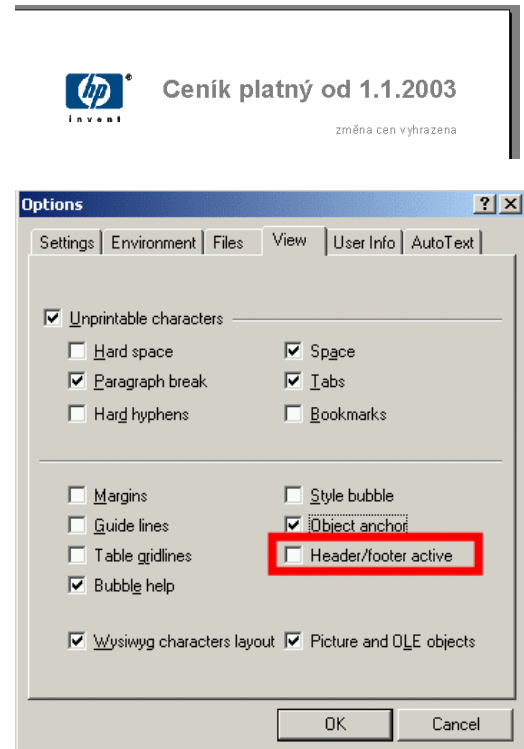 hp
invent
Ceník platný od 1.1.2003
změna cen vyhrazena
Options
Settings Environment Files View User Info AutoText
Unprintable characters
Hard space Space
Paragraph break Tabs
Hard hyphens Bookmarks
Margins Style bubble
Guide lines Object anchor
Table gridlines Header/footer active
Bubble help
Wysiwyg characters layout Picture and OLE objects
OK Cancel